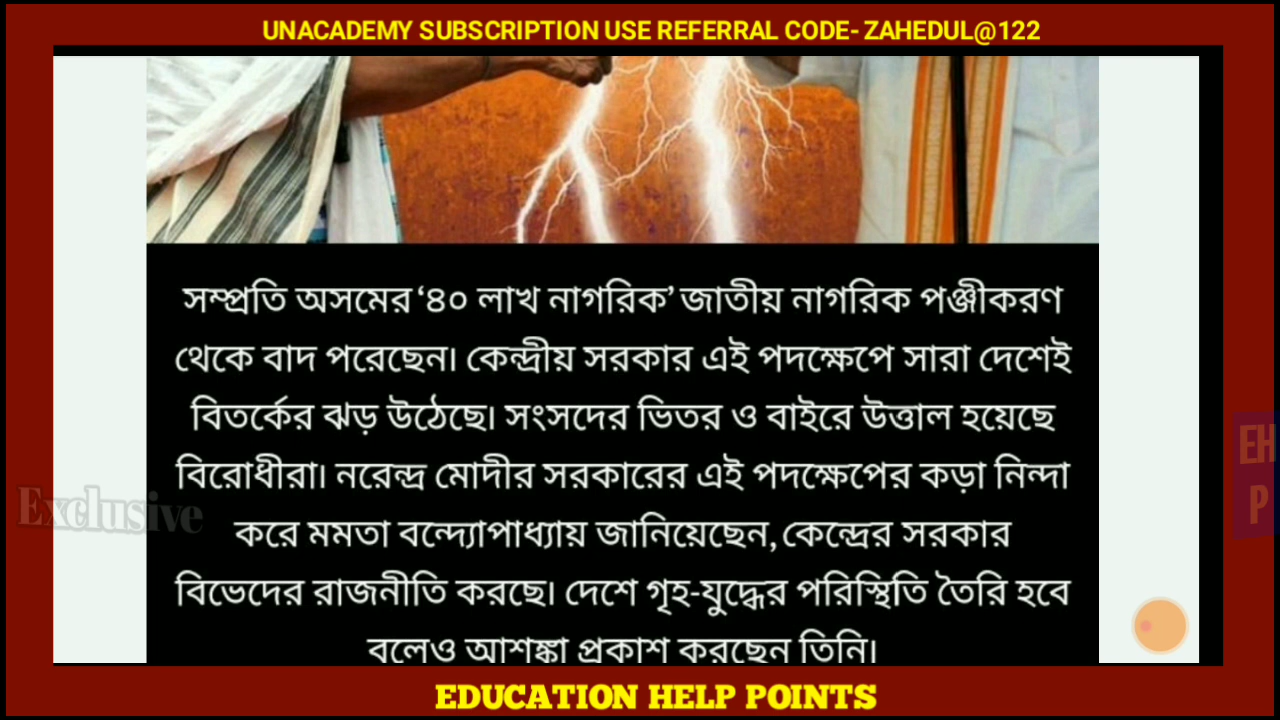 UNACADEMY SUBSCRIPTION USE REFERRAL CODE- ZAHEDUL@122
সম্প্রতি অসমের ‘৪০ লাখ নাগরিক’ জাতীয় নাগরিক পঞ্জীকরণ
থেকে বাদ পরেছেন। কেন্দ্রীয় সরকার এই পদক্ষেপে সারা দেশেই
বিতর্কের ঝড় উঠেছে। সংসদের ভিতর ও বাইরে উত্তাল হয়েছে
বিরোধীরা। নরেন্দ্র মোদীর সরকারের এই পদক্ষেপের কড়া নিন্দা
করে মমতা বন্দ্যোপাধ্যায় জানিয়েছেন, কেন্দ্রের সরকার
বিভেদের রাজনীতি করছে। দেশে গৃহ-যুদ্ধের পরিস্থিতি তৈরি হবে
বলেও আশঙ্কা প্রকাশ করছেন তিনি।
Exclusive
EH
P
EDUCATION HELP POINTS